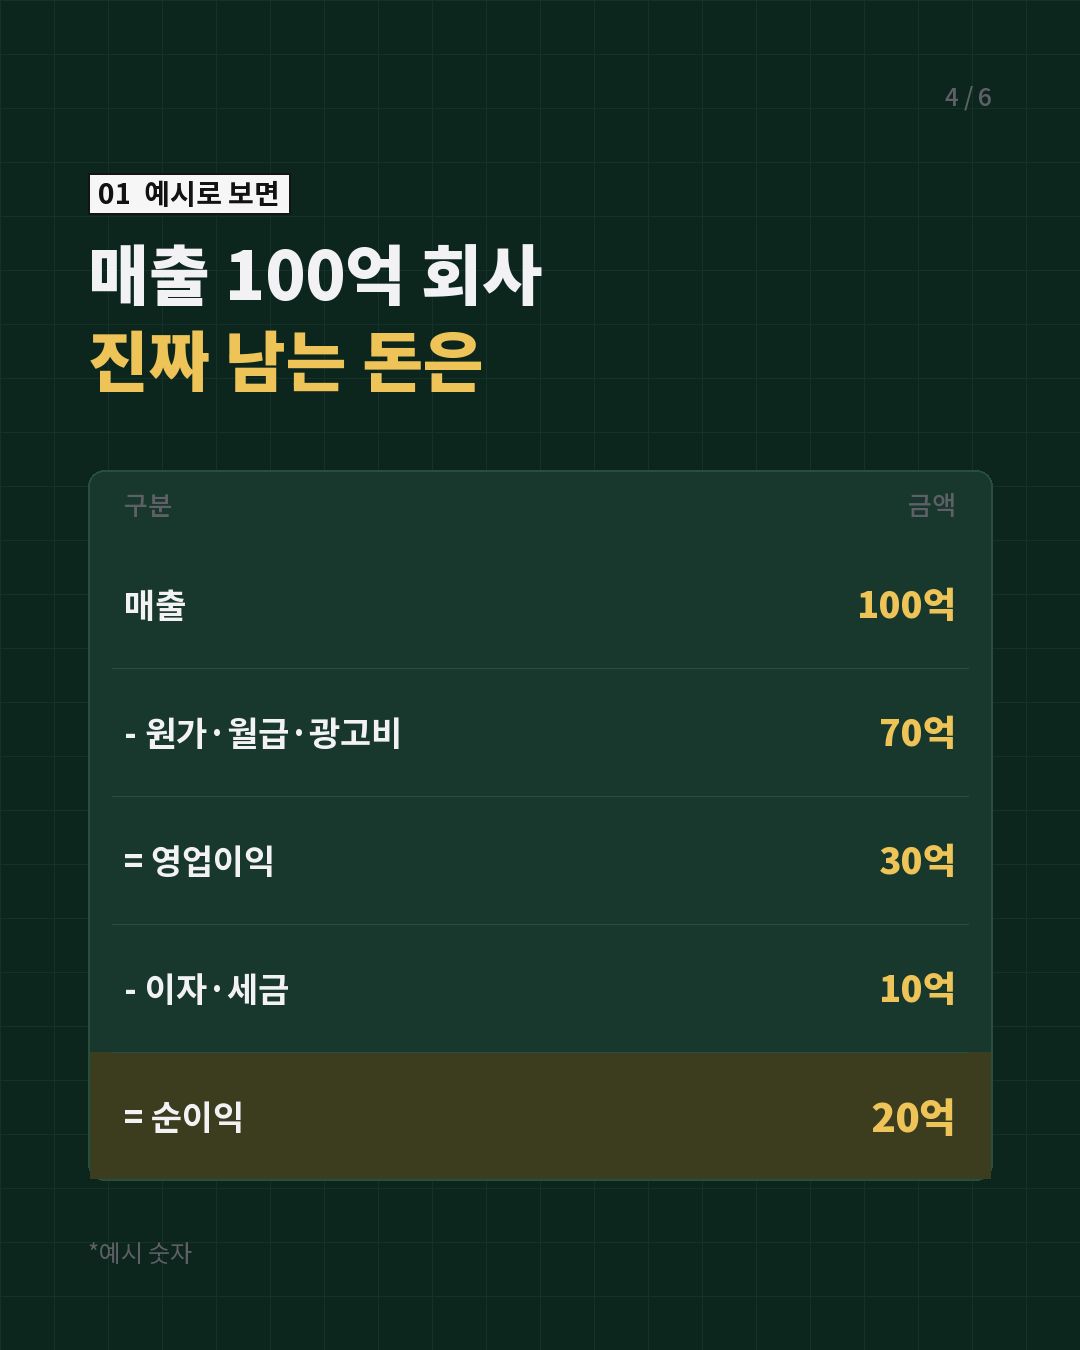 4 / 6
01 예시로 보면
매출 100억 회사
진짜 남는 돈은
구분 금액
매출 100억
- 원가·월급·광고비 70억
= 영업이익 30억
- 이자·세금 10억
= 순이익 20억
*예시 숫자